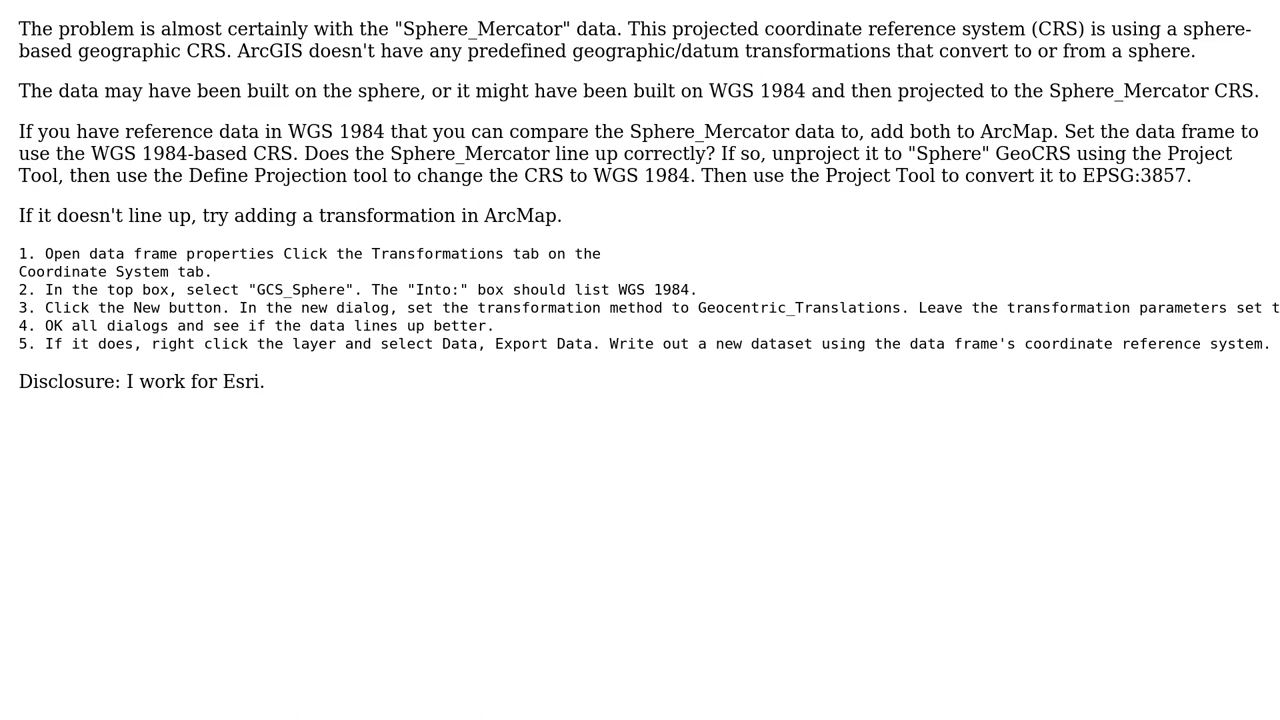 The problem is almost certainly with the "Sphere_Mercator" data. This projected coordinate reference system (CRS) is using a sphere-
based geographic CRS. ArcGIS doesn't have any predefined geographic/datum transformations that convert to or from a sphere.
The data may have been built on the sphere, or it might have been built on WGS 1984 and then projected to the Sphere_Mercator CRS.
If you have reference data in WGS 1984 that you can compare the Sphere_Mercator data to, add both to ArcMap. Set the data frame to
use the WGS 1984-based CRS. Does the Sphere_Mercator line up correctly? If so, unproject it to "Sphere" GeoCRS using the Project
Tool, then use the Define Projection tool to change the CRS to WGS 1984. Then use the Project Tool to convert it to EPSG:3857.
If it doesn't line up, try adding a transformation in ArcMap.
1. Open data frame properties Click the Transformations tab on the
Coordinate System tab.
2. In the top box, select "GCS_Sphere". The "Into:" box should list WGS 1984.
3. Click the New button. In the new dialog, set the transformation method to Geocentric_Translations. Leave the transformation parameters set
4. OK all dialogs and see if the data lines up better.
5. If it does, right click the layer and select Data, Export Data. Write out a new dataset using the data frame's coordinate reference system.
Disclosure: I work for Esri.